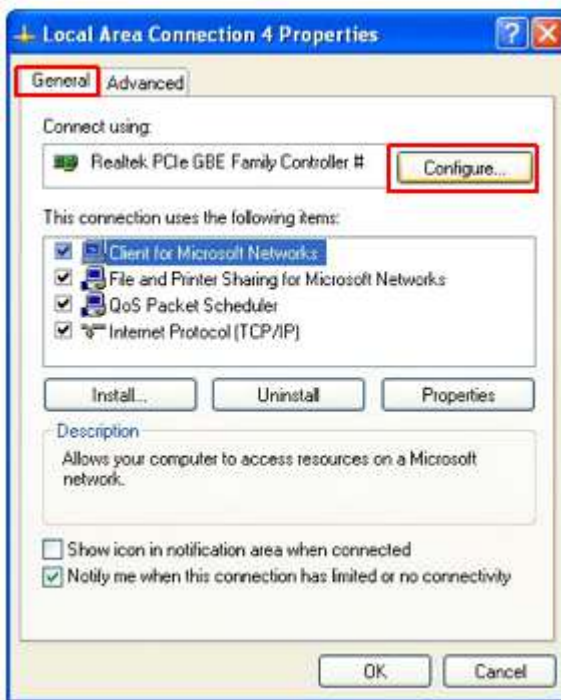 Local Area Connection 4 Properties
General Advanced
Connect using:
Realtek PCIe GBE Family Controller # Configure...
This connection uses the following items:
Client for Microsoft Networks
File and Printer Sharing for Microsoft Networks
QoS Packet Scheduler
Internet Protocol (TCP/IP)
Install... Uninstall Properties
Description
Allows your computer to access resources on a Microsoft
network.
Show icon in notification area when connected
Notify me when this connection has limited or no connectivity
OK Cancel